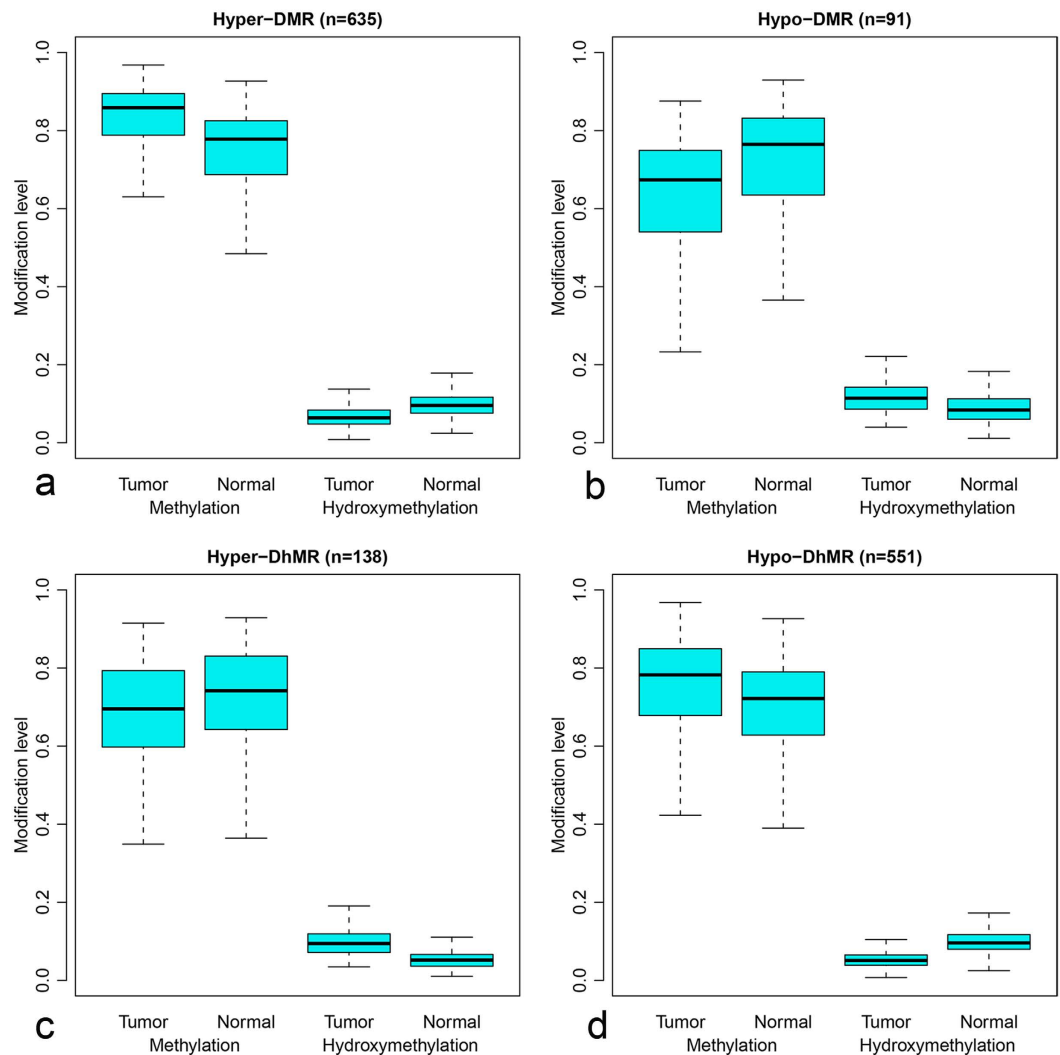 Hyper−DMR (n=635)
Modification level
1.0
0.8
0.6
0.4
0.2
0.0
a
Tumor Normal Tumor Normal
Methylation Hydroxymethylation
Hypo−DMR (n=91)
Modification level
1.0
0.8
0.6
0.4
0.2
0.0
b
Tumor Normal Tumor Normal
Methylation Hydroxymethylation
Hyper−DhMR (n=138)
Modification level
1.0
0.8
0.6
0.4
0.2
0.0
c
Tumor Normal Tumor Normal
Methylation Hydroxymethylation
Hypo−DhMR (n=551)
Modification level
1.0
0.8
0.6
0.4
0.2
0.0
d
Tumor Normal Tumor Normal
Methylation Hydroxymethylation